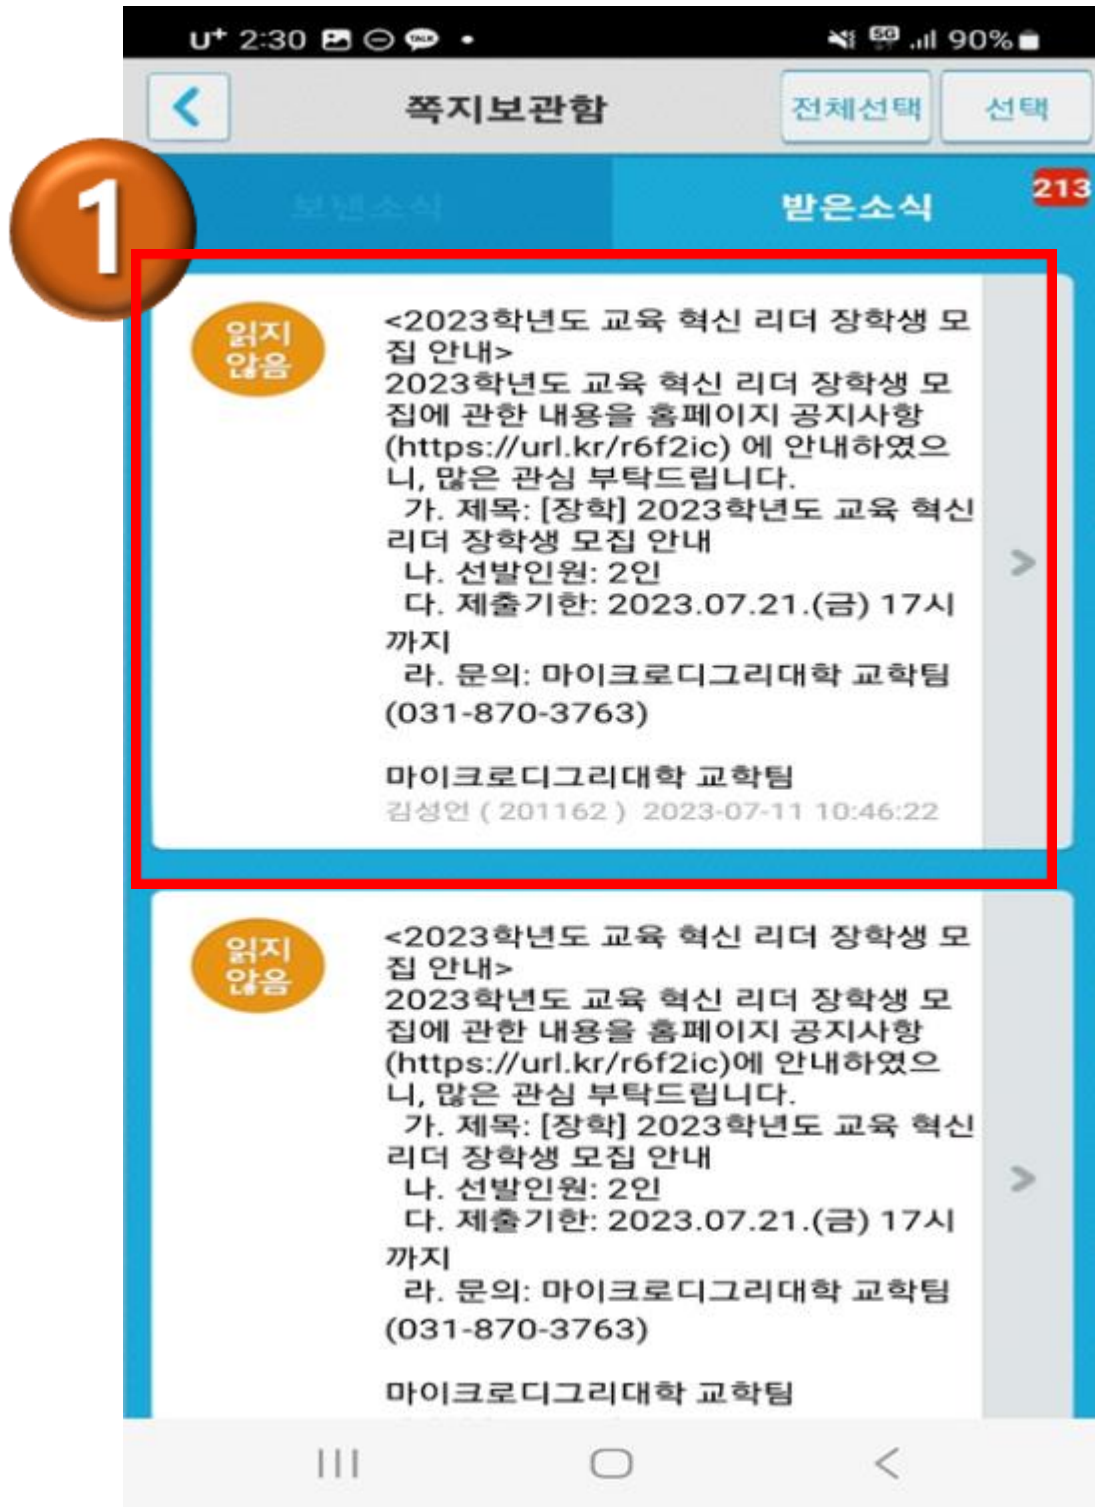 U+ 2:30 TALK 5G 90%
쪽지보관함 전체선택 선택
1
보낸소식 받은소식 213
읽지
않음
<2023학년도 교육 혁신 리더 장학생 모
집 안내>
2023학년도 교육 혁신 리더 장학생 모
집에 관한 내용을 홈페이지 공지사항
(https://url.kr/r6f2ic) 에 안내하였으
니, 많은 관심 부탁드립니다.
가. 제목: [장학] 2023학년도 교육 혁신
리더 장학생 모집 안내
나. 선발인원: 2인
다. 제출기한: 2023.07.21.(금) 17시
까지
라. 문의: 마이크로디그리대학 교학팀
(031-870-3763)
마이크로디그리대학 교학팀
김성언 ( 201162 ) 2023-07-11 10:46:22
읽지
않음
<2023학년도 교육 혁신 리더 장학생 모
집 안내>
2023학년도 교육 혁신 리더 장학생 모
집에 관한 내용을 홈페이지 공지사항
(https://url.kr/r6f2ic)에 안내하였으
니, 많은 관심 부탁드립니다.
가. 제목: [장학] 2023학년도 교육 혁신
리더 장학생 모집 안내
나. 선발인원: 2인
다. 제출기한: 2023.07.21.(금) 17시
까지
라. 문의: 마이크로디그리대학 교학팀
(031-870-3763)
마이크로디그리대학 교학팀